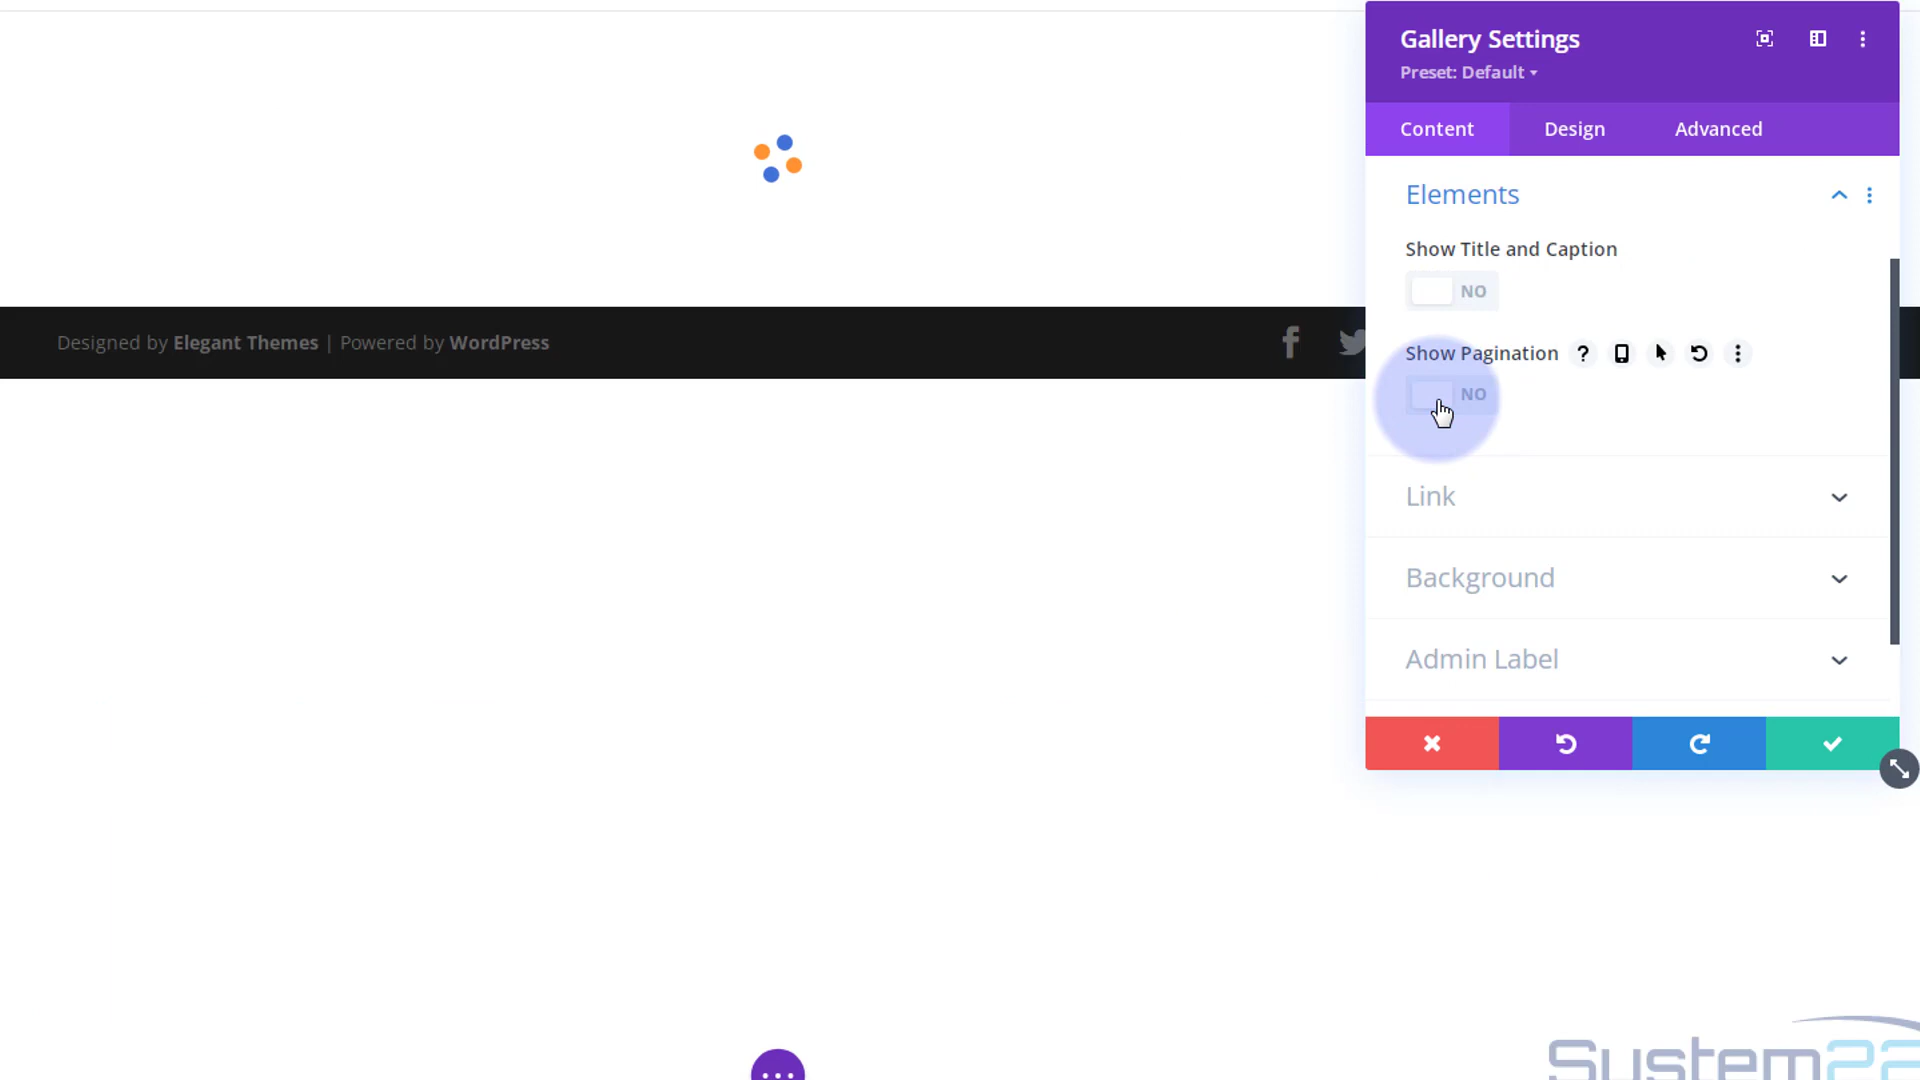 Gallery Settings
Preset: Default
Content
Design
Advanced
Elements
Show Title and Caption
NO
Show Pagination
?
NO
Link
Background
Admin Label
Designed by Elegant Themes | Powered by WordPress
System22